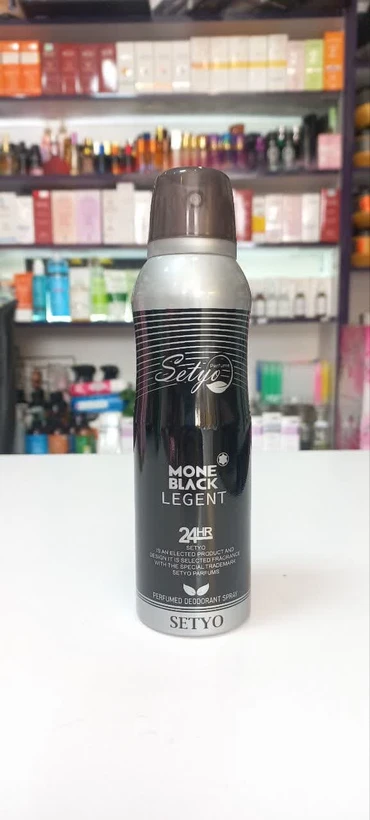 Setyo
Perfume
MONE
BLACK
LEGENT
24HR
SETYO
IS AN ELECTED PRODUCT AND
DESIGN IT IS SELECTED FRAGRANCE
WITH THE SPECIAL TRADEMARK
SETYO PARFUMS
PERFUMED DEODORANT SPRAY
SETYO